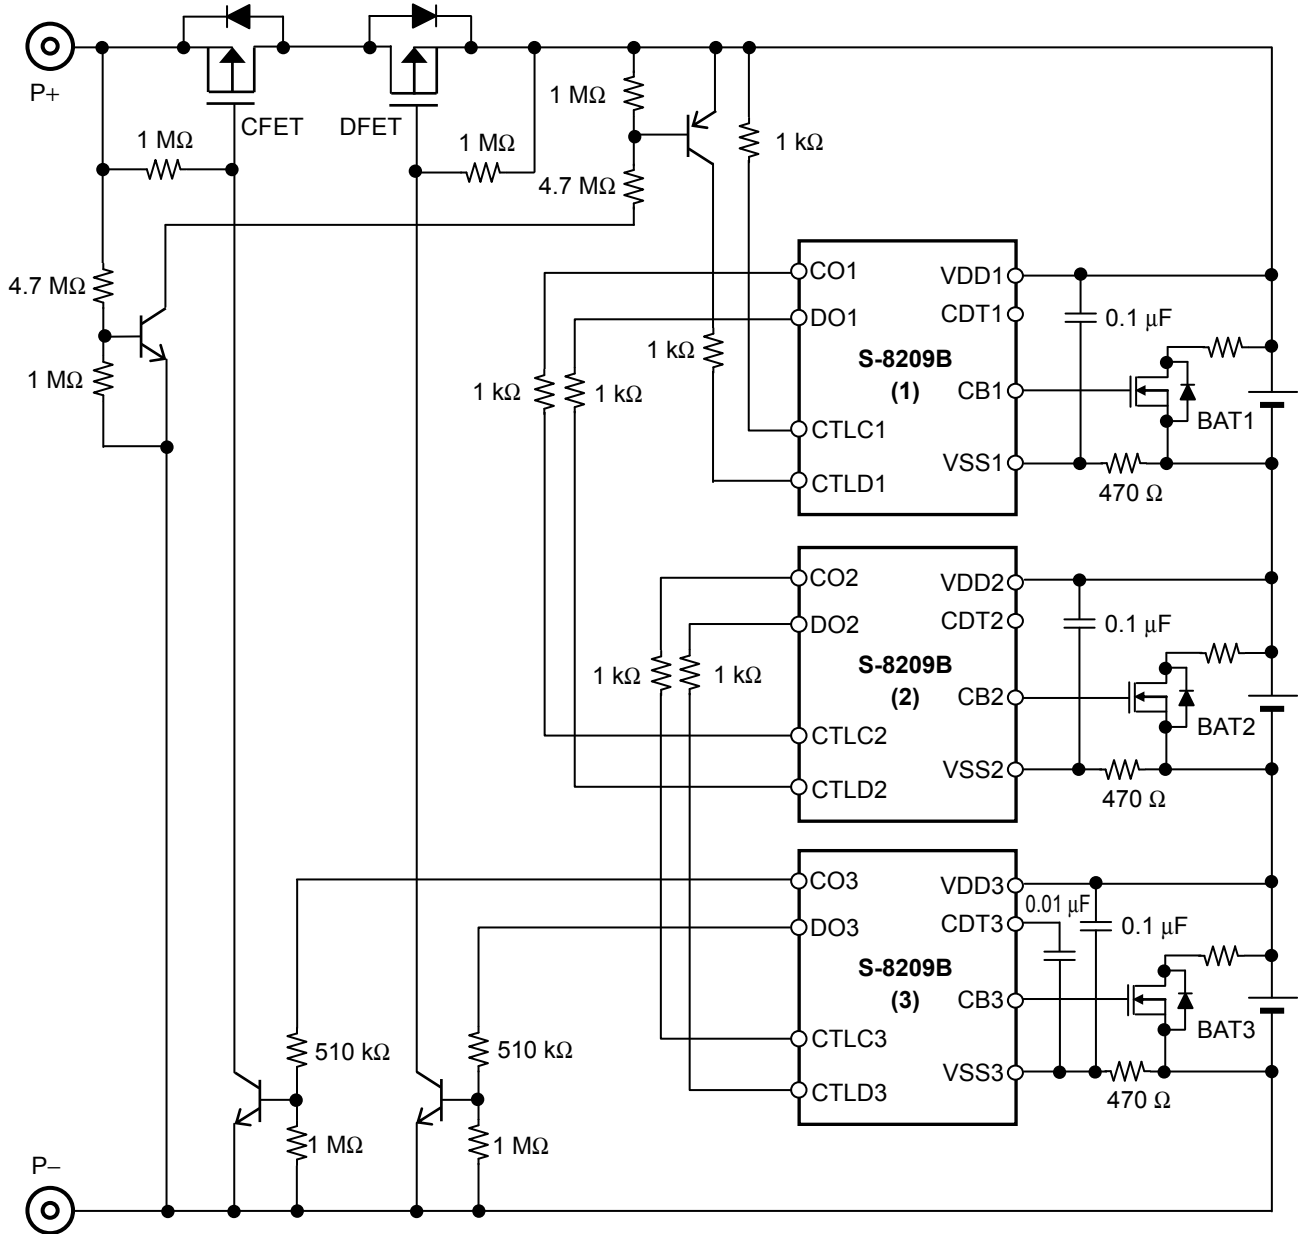 P+
CFET
DFET
1 MΩ
1 MΩ
1 MΩ
4.7 MΩ
1 kΩ
4.7 MΩ
1 MΩ
1 kΩ
1 kΩ
1 kΩ
CO1
DO1
S-8209B
(1)
CTLC1
CTLD1
VDD1
CDT1
CB1
VSS1
0.1 μF
BAT1
470 Ω
1 kΩ
1 kΩ
CO2
DO2
S-8209B
(2)
CTLC2
CTLD2
VDD2
CDT2
CB2
VSS2
0.1 μF
BAT2
470 Ω
CO3
DO3
S-8209B
(3)
CTLC3
CTLD3
VDD3
CDT3
CB3
VSS3
0.01 μF
0.1 μF
BAT3
470 Ω
510 kΩ
510 kΩ
1 MΩ
1 MΩ
P−